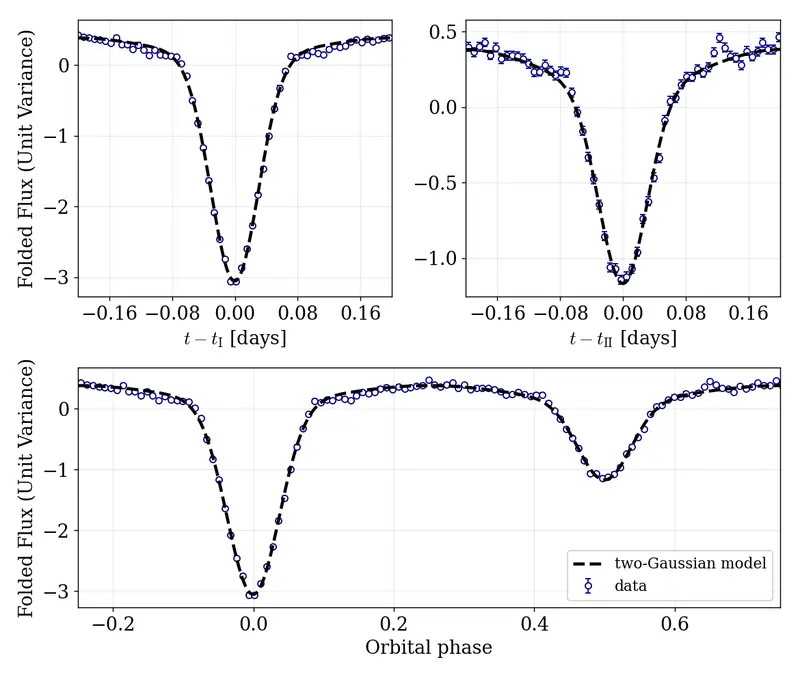 Folded Flux (Unit Variance)
0
−1
−2
−3
−0.16 −0.08 0.00 0.08 0.16
t − tI [days]
0.5
0.0
−0.5
−1.0
−0.16 −0.08 0.00 0.08 0.16
t − tII [days]
Folded Flux (Unit Variance)
0
−1
−2
−3
−0.2 0.0 0.2 0.4 0.6
Orbital phase
two-Gaussian model
data